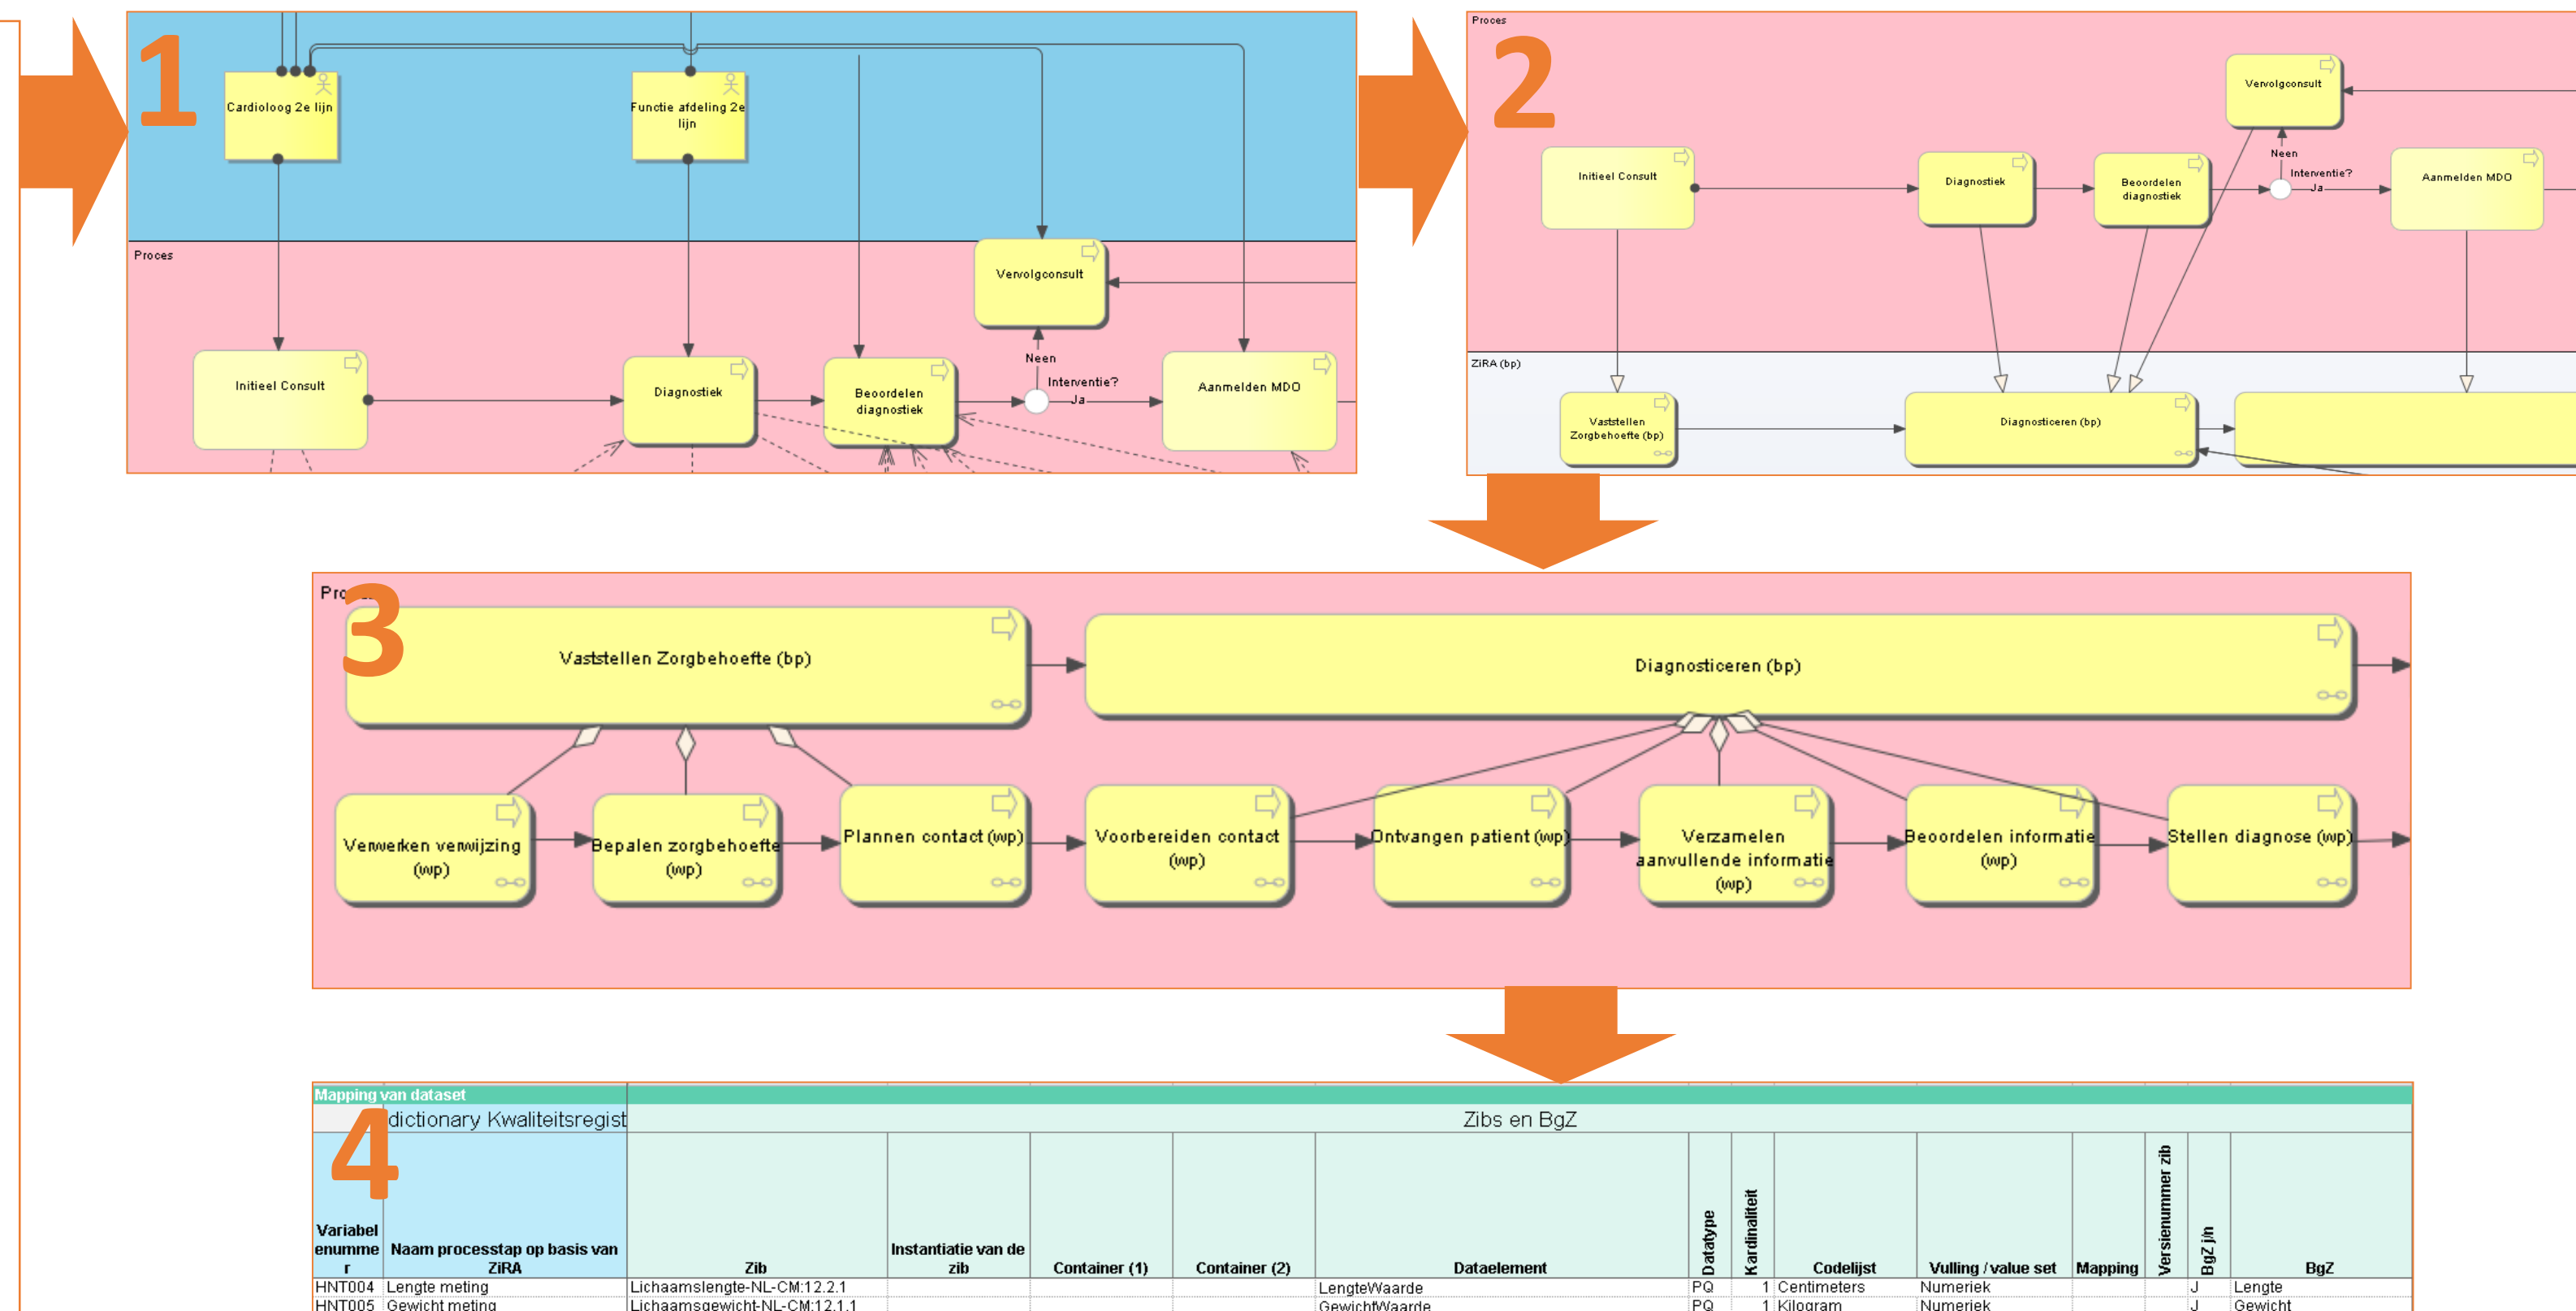 1
Cardioloog 2e lijn
Functie afdeling 2e
lijn
Proces
Vervolgconsult
Neen
Interventie?
Ja
Initieel Consult
Diagnostiek
Beoordelen
diagnostiek
Aanmelden MDO
Proces
2
Vervolgconsult
Neen
Interventie?
Ja
Initieel Consult
Diagnostiek
Beoordelen
diagnostiek
Aanmelden MDO
ZiRA (bp)
Vaststellen
Zorgbehoefte (bp)
Diagnosticeren (bp)
3
Vaststellen Zorgbehoefte (bp)
Diagnosticeren (bp)
Verwerken verwijzing
(wp)
Bepalen zorgbehoefte
(wp)
Plannen contact (wp)
Voorbereiden contact
(wp)
Ontvangen patient (wp)
Verzamelen
aanvullende informatie
(wp)
Beoordelen informatie
(wp)
Stellen diagnose (wp)
Mapping van dataset
4
dictionary Kwaliteitsregist
Zibs en BgZ
Variabel
enumme
r
Naam processtap op basis van
ZiRA
Zib
Instantiatie van de
zib
Container (1)
Container (2)
Dataelement
Datatype
Kardinaliteit
Codelijst
Vulling / value set
Mapping
Versienummer zib
BgZ j/n
BgZ
HNT004 Lengte meting Lichaamslengte-NL-CM:12.2.1 LengteWaarde PQ 1 Centimeters Numeriek J Lengte
HNT005 Gewicht meting Lichaamsgewicht-NL-CM:12.1.1 GewichtWaarde PQ 1 Kilogram Numeriek J Gewicht